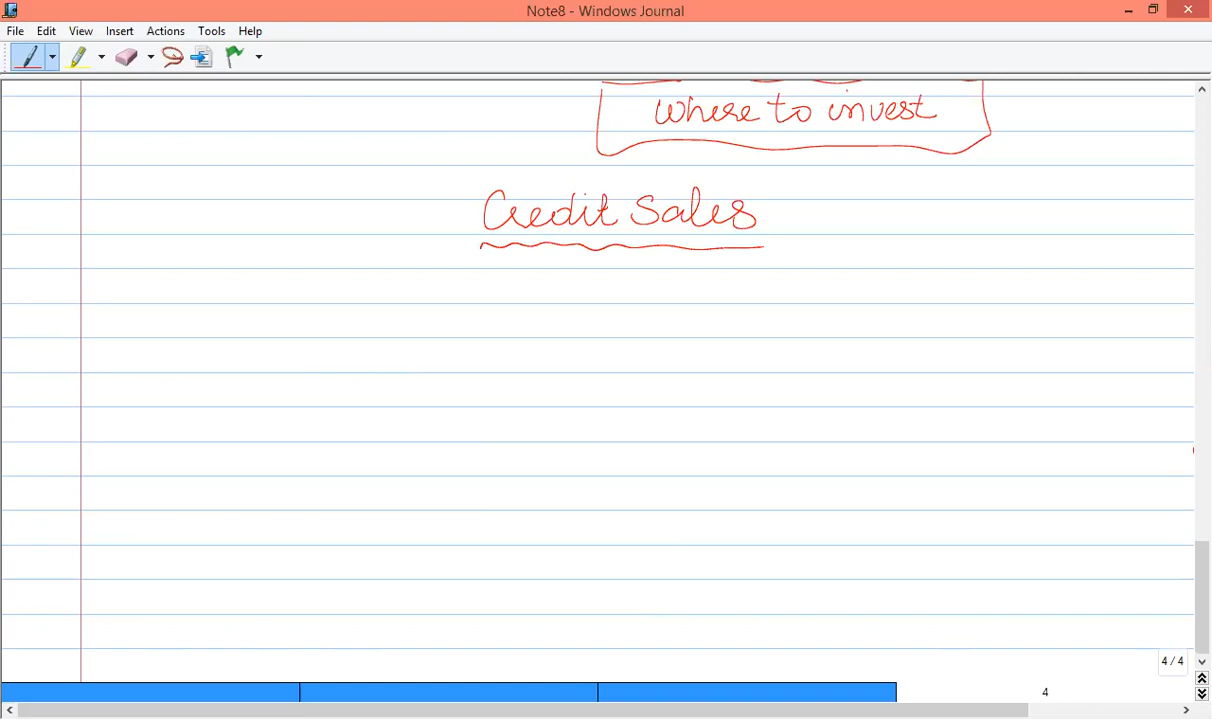 Note8 - Windows Journal
File Edit View Insert Actions Tools Help
where to invest
Credit Sales
4 / 4
4